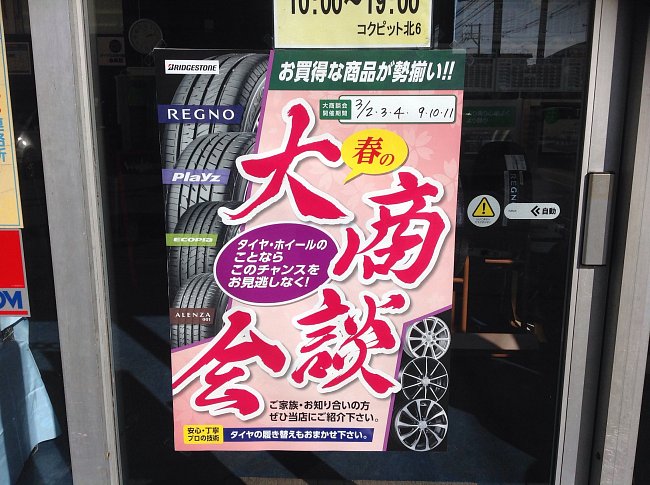 10:00〜19:00
コクピット北6
BRIDGESTONE
お買得な商品が勢揃い!!
大商談会
開催期間
3/2・3・4・ 9・10・11
REGNO
Playz
ECOPIA
ALENZA
001
春の
大商談会
タイヤ・ホイールの
ことなら
このチャンスを
お見逃しなく!
ご家族・お知り合いの方
ぜひ当店にご紹介下さい。
安心・丁寧
プロの技術
タイヤの履き替えもおまかせ下さい。
REGNO
自動
連絡所
OM